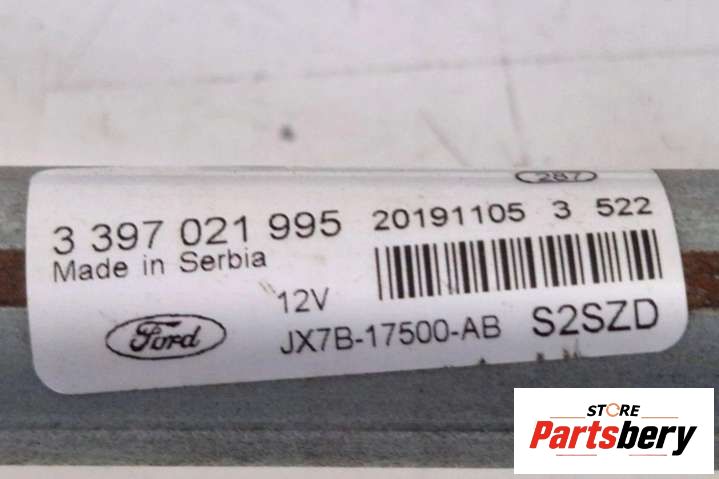 287
3 397 021 995
20191105 3 522
Made in Serbia
12V
Ford
JX7B-17500-AB
S2SZD
STORE
Partsbery